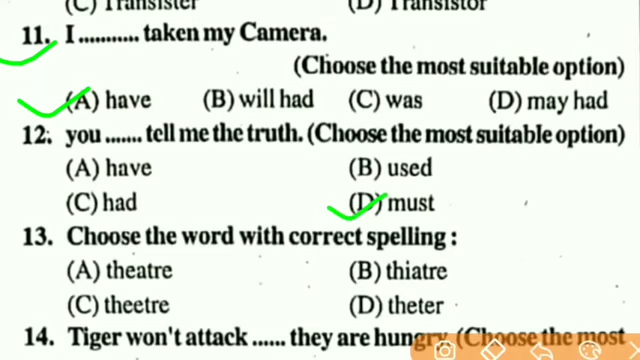 (C) Transister (D) Transistor
11. I ........... taken my Camera.
(Choose the most suitable option)
(A) have (B) will had (C) was (D) may had
12. you ....... tell me the truth. (Choose the most suitable option)
(A) have (B) used
(C) had (D) must
13. Choose the word with correct spelling :
(A) theatre (B) thiatre
(C) theetre (D) theter
14. Tiger won't attack ...... they are hungry. (Choose the most